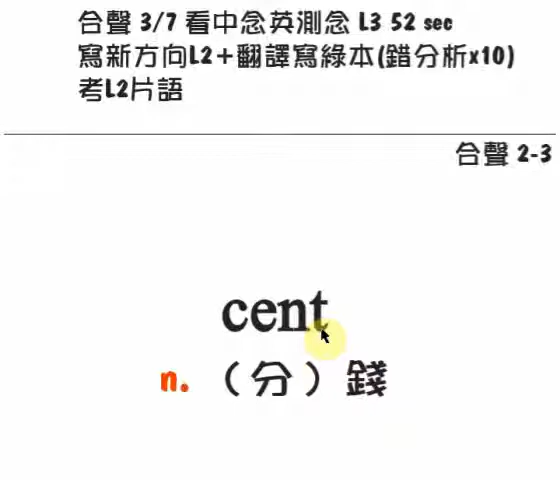 合聲 3/7 看中念英測念 L3 52 sec
寫新方向L2+翻譯寫綠本(錯分析x10)
考L2片語
合聲 2-3
cent
n. （分）錢